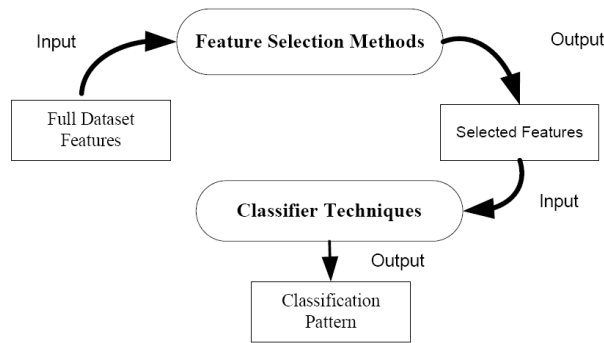 Input
Feature Selection Methods
Output
Full Dataset
Features
Selected Features
Input
Classifier Techniques
Output
Classification
Pattern